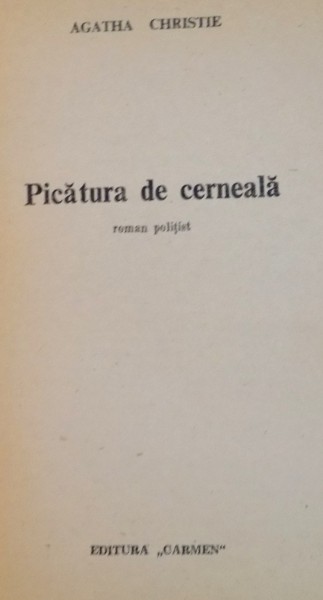 AGATHA CHRISTIE
Picătura de cerneală
roman polițist
EDITURA „CARMEN"